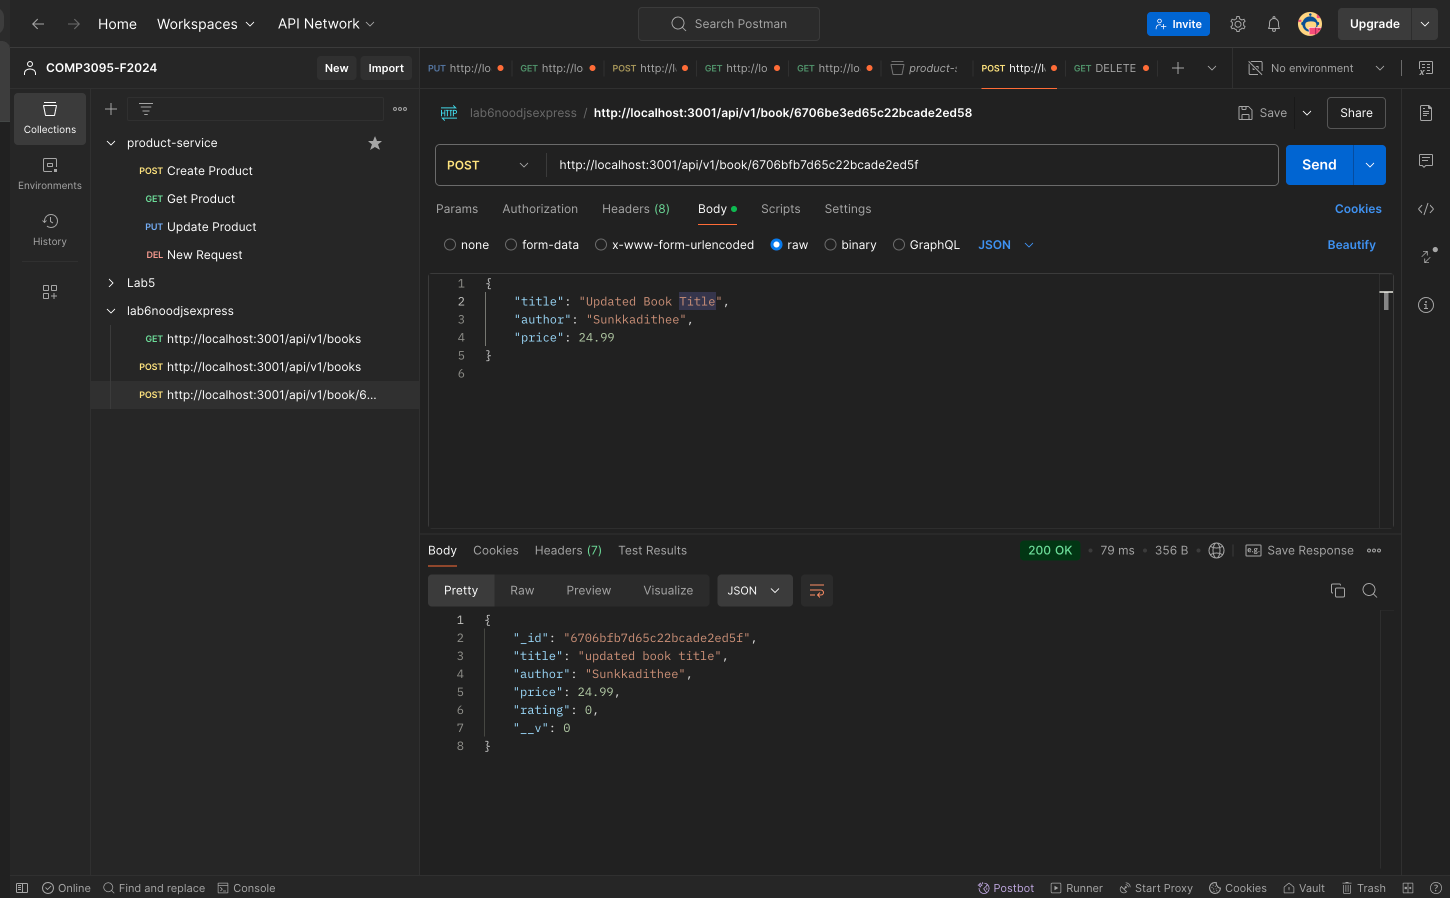 Home Workspaces API Network Search Postman Invite Upgrade
COMP3095-F2024 New Import PUT http://lo GET http://lo POST http://l GET http://lo GET http://lo product-s POST http://l GET DELETE No environment
Collections
Environments
History
product-service
POST Create Product
GET Get Product
PUT Update Product
DEL New Request
Lab5
lab6noodjsexpress
GET http://localhost:3001/api/v1/books
POST http://localhost:3001/api/v1/books
POST http://localhost:3001/api/v1/book/6...
HTTP lab6noodjsexpress / http://localhost:3001/api/v1/book/6706be3ed65c22bcade2ed58 Save Share
POST http://localhost:3001/api/v1/book/6706bfb7d65c22bcade2ed5f Send
Params Authorization Headers (8) Body Scripts Settings Cookies
none form-data x-www-form-urlencoded raw binary GraphQL JSON Beautify
1 {
2 "title": "Updated Book Title",
3 "author": "Sunkkadithee",
4 "price": 24.99
5 }
6
Body Cookies Headers (7) Test Results 200 OK 79 ms 356 B e.g. Save Response
Pretty Raw Preview Visualize JSON
1 {
2 "_id": "6706bfb7d65c22bcade2ed5f",
3 "title": "updated book title",
4 "author": "Sunkkadithee",
5 "price": 24.99,
6 "rating": 0,
7 "__v": 0
8 }
Online Find and replace Console Postbot Runner Start Proxy Cookies Vault Trash